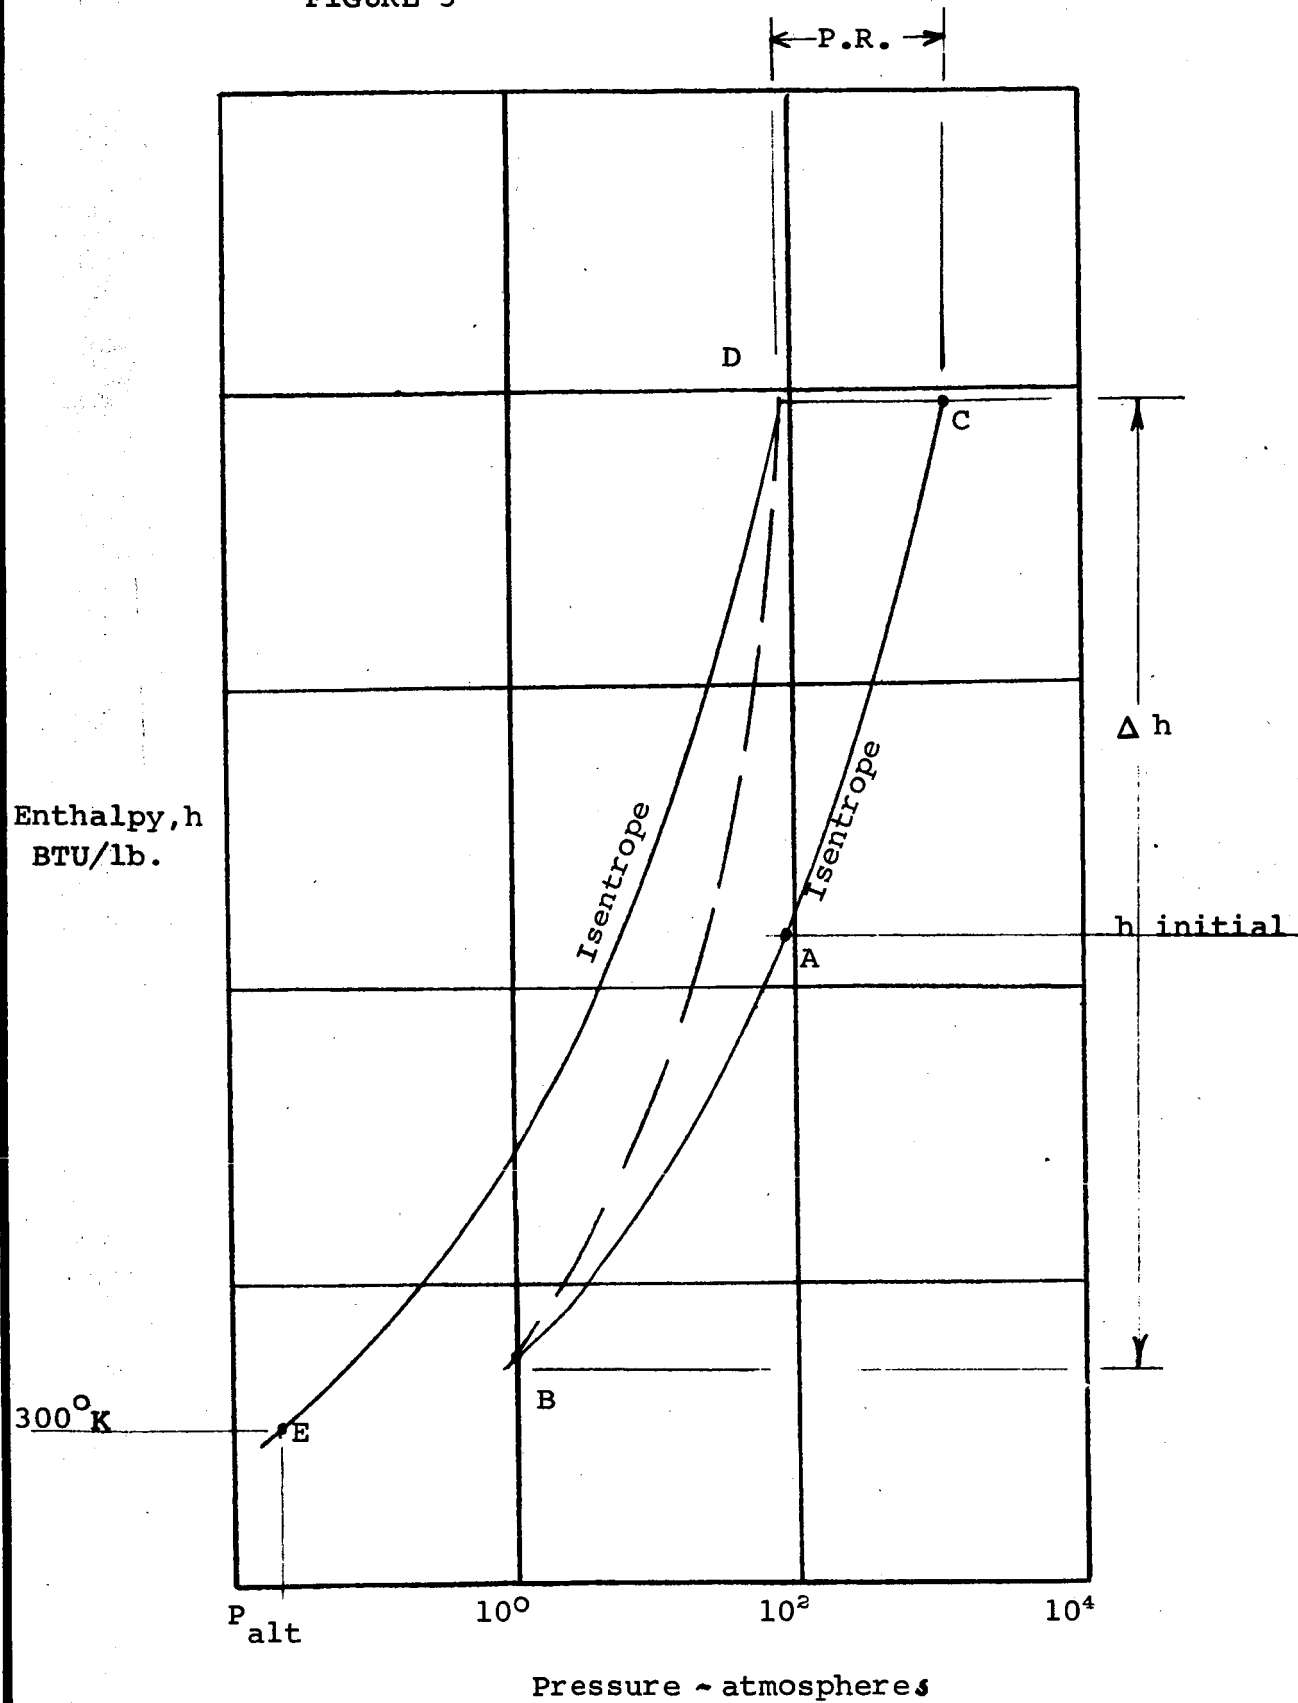 FIGURE 3
P.R.
D
C
Δ h
Isentrope
Isentrope
Enthalpy,h
BTU/lb.
h initial
A
B
300°K
E
P alt
10⁰
10²
10⁴
Pressure ~ atmospheres